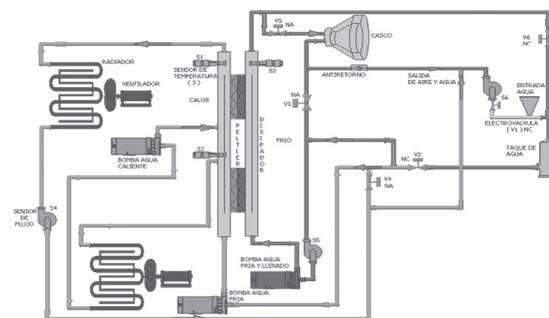 V5
NA
CASCO
V6
NC
RADIADOR
S1
SENSOR DE
TEMPERATURA
( S )
S3
VENTILADOR
ANTIRETORNO
SALIDA
DE AIRE Y AGUA
ENTRADA
AGUA
S6
CALOR
NA
V3
ELECTROVALVULA
( V1 ) NC
PELTIER
DISIPADOR
FRIO
TAQUE DE
AGUA
BOMBA AGUA
CALIENTE
S2
NC
V2
V4
NA
SENSOR
DE
FLUJO
S4
S5
BOMBA AGUA
FRIA Y LLENADO
BOMBA AGUA
FRIA